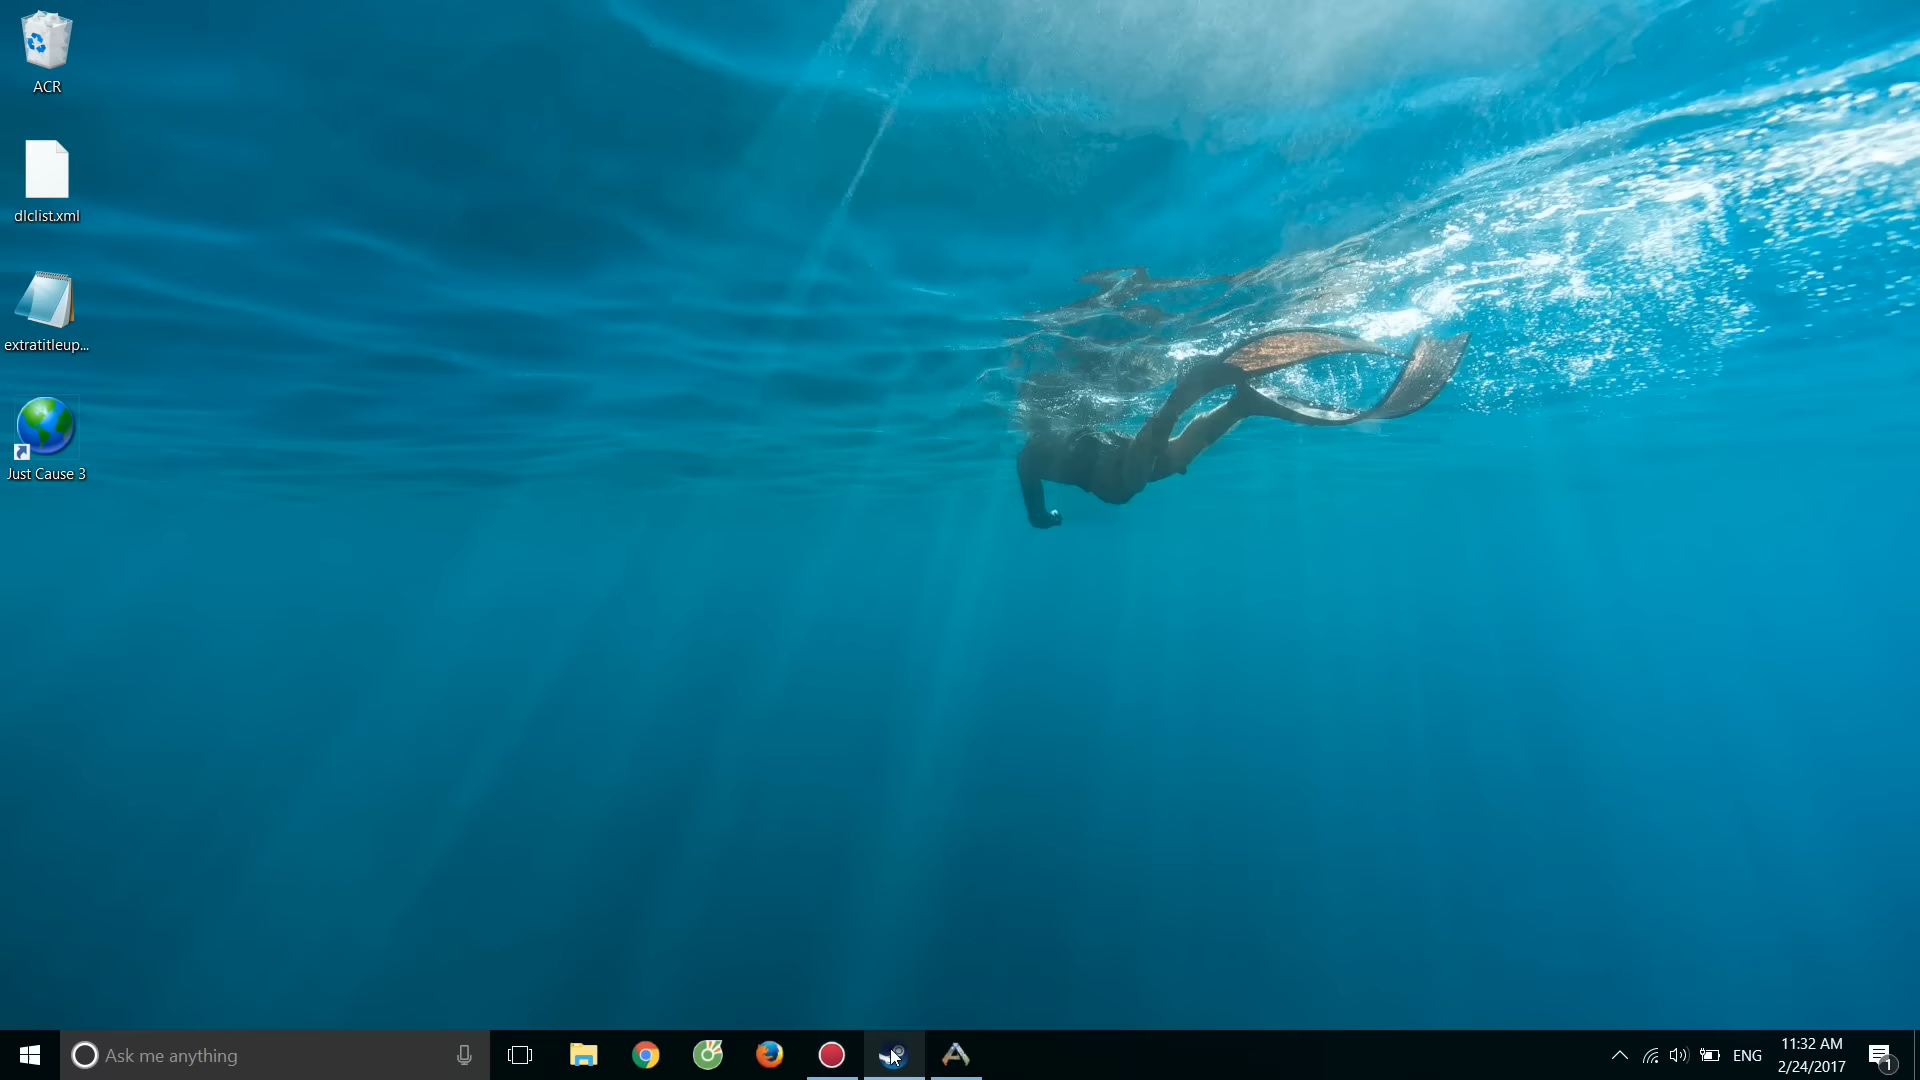 ACR
dlclist.xml
extratitleup...
Just Cause 3
Ask me anything
ENG
11:32 AM
2/24/2017
1